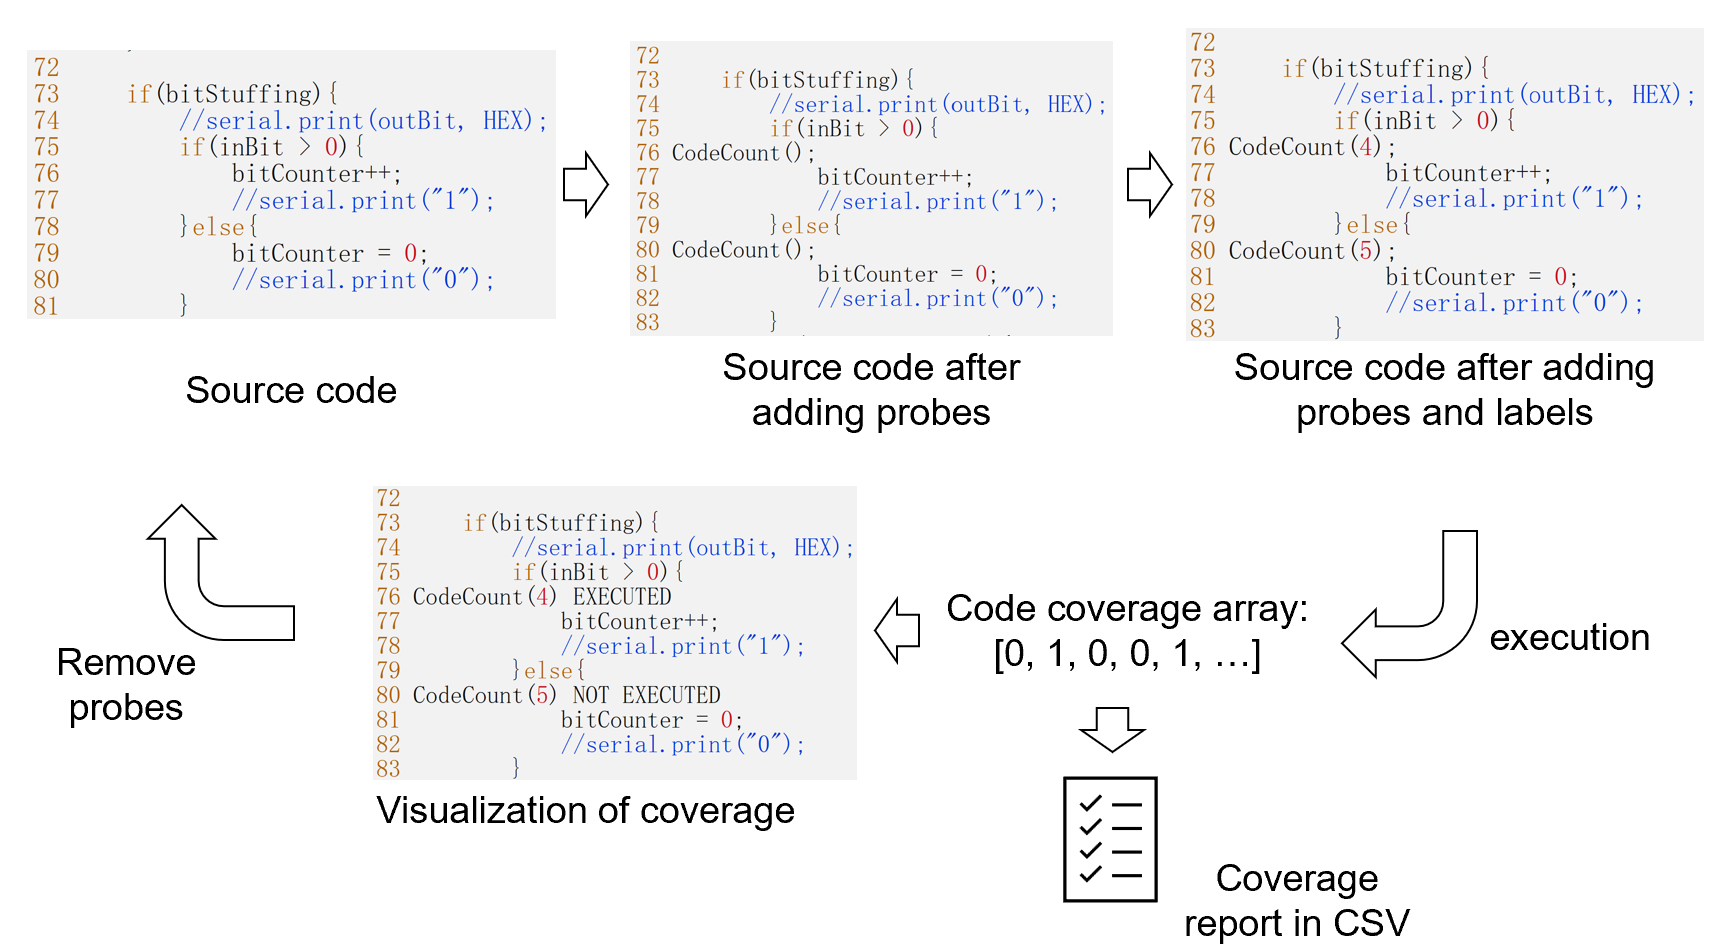 72
73 if(bitStuffing){
74 //serial.print(outBit, HEX);
75 if(inBit > 0){
76 bitCounter++;
77 //serial.print("1");
78 }else{
79 bitCounter = 0;
80 //serial.print("0");
81 }
Source code
72
73 if(bitStuffing){
74 //serial.print(outBit, HEX);
75 if(inBit > 0){
76 CodeCount();
77 bitCounter++;
78 //serial.print("1");
79 }else{
80 CodeCount();
81 bitCounter = 0;
82 //serial.print("0");
83 }
Source code after
adding probes
72
73 if(bitStuffing){
74 //serial.print(outBit, HEX);
75 if(inBit > 0){
76 CodeCount(4);
77 bitCounter++;
78 //serial.print("1");
79 }else{
80 CodeCount(5);
81 bitCounter = 0;
82 //serial.print("0");
83 }
Source code after adding
probes and labels
execution
Code coverage array:
[0, 1, 0, 0, 1, …]
Coverage
report in CSV
72
73 if(bitStuffing){
74 //serial.print(outBit, HEX);
75 if(inBit > 0){
76 CodeCount(4) EXECUTED
77 bitCounter++;
78 //serial.print("1");
79 }else{
80 CodeCount(5) NOT EXECUTED
81 bitCounter = 0;
82 //serial.print("0");
83 }
Visualization of coverage
Remove
probes